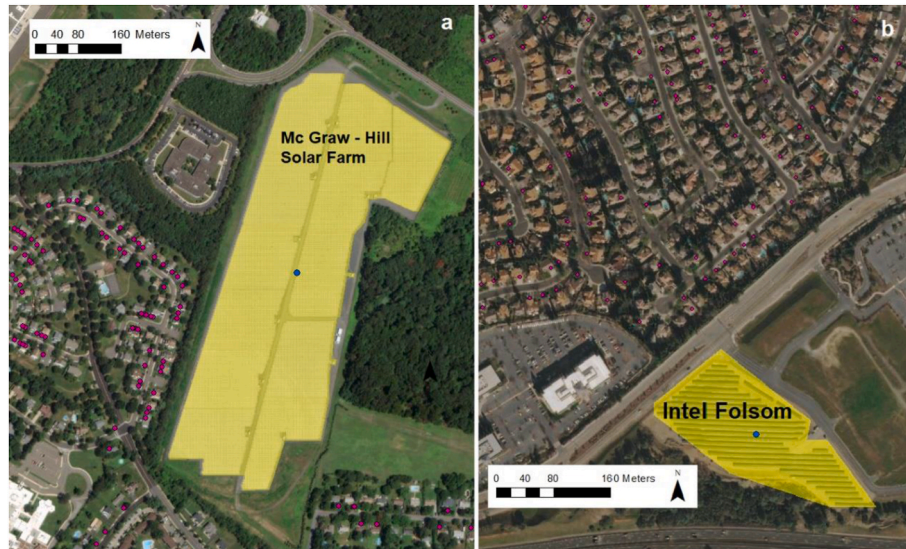 0 40 80 160 Meters
N
a
Mc Graw - Hill
Solar Farm
b
Intel Folsom
0 40 80 160 Meters
N